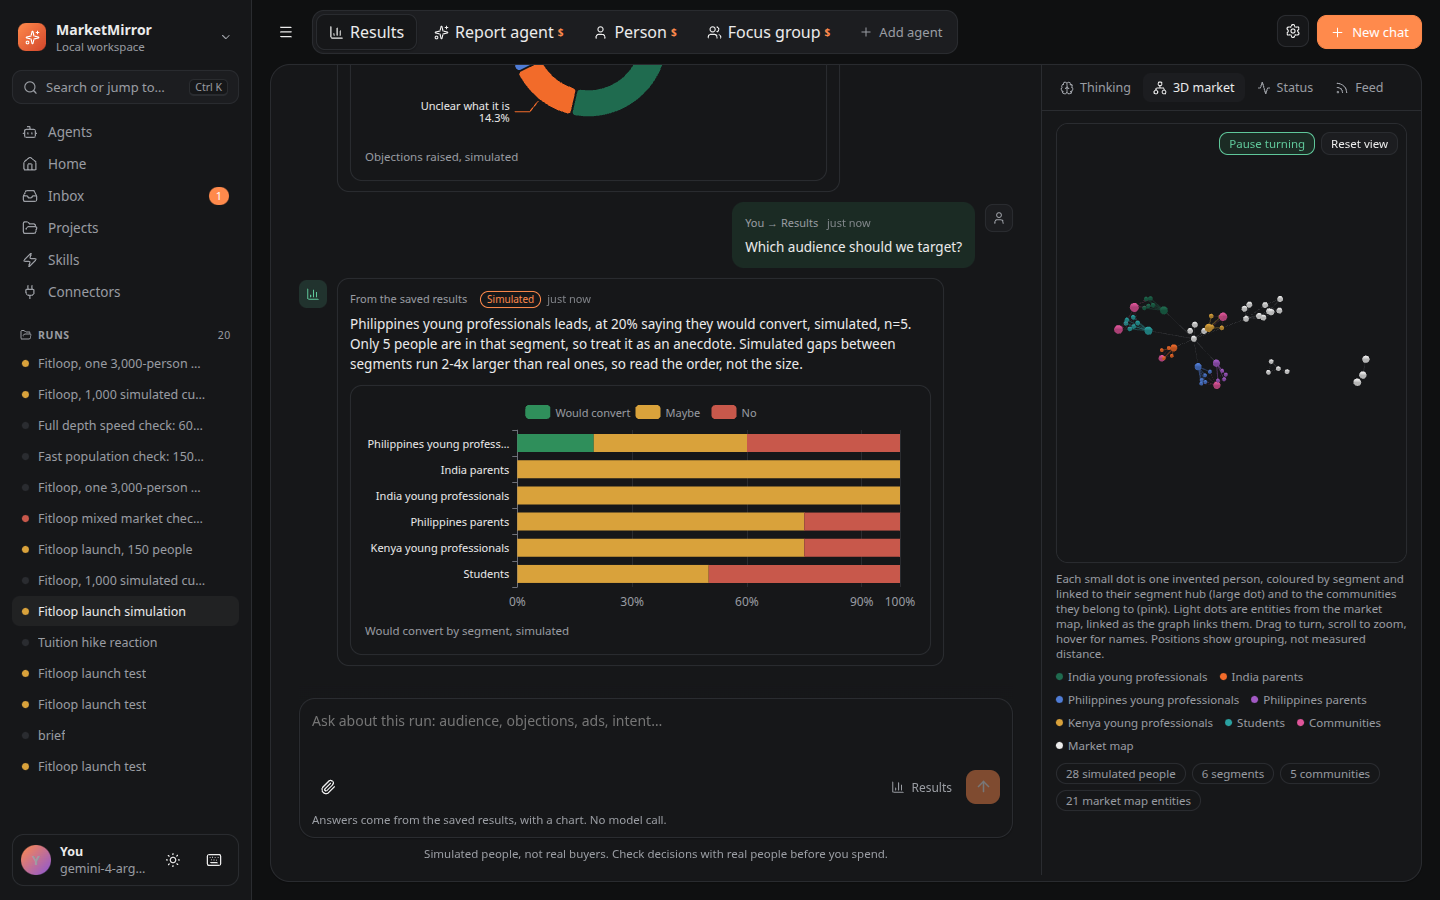 MarketMirror
Local workspace
Search or jump to...
Ctrl K
Agents
Home
Inbox
1
Projects
Skills
Connectors
RUNS
20
Fitloop, one 3,000-person ...
Fitloop, 1,000 simulated cu...
Full depth speed check: 60...
Fast population check: 150...
Fitloop, one 3,000-person ...
Fitloop mixed market chec...
Fitloop launch, 150 people
Fitloop, 1,000 simulated cu...
Fitloop launch simulation
Tuition hike reaction
Fitloop launch test
Fitloop launch test
brief
Fitloop launch test
Y
You
gemini-4-arg...
Results
Report agent $
Person $
Focus group $
+ Add agent
+ New chat
Unclear what it is
14.3%
Objections raised, simulated
You → Results just now
Which audience should we target?
From the saved results
Simulated
just now
Philippines young professionals leads, at 20% saying they would convert, simulated, n=5.
Only 5 people are in that segment, so treat it as an anecdote. Simulated gaps between
segments run 2-4x larger than real ones, so read the order, not the size.
Would convert
Maybe
No
Philippines young profess...
India parents
India young professionals
Philippines parents
Kenya young professionals
Students
0%
30%
60%
90%
100%
Would convert by segment, simulated
Ask about this run: audience, objections, ads, intent...
Results
Answers come from the saved results, with a chart. No model call.
Simulated people, not real buyers. Check decisions with real people before you spend.
Thinking
3D market
Status
Feed
Pause turning
Reset view
Each small dot is one invented person, coloured by segment and
linked to their segment hub (large dot) and to the communities
they belong to (pink). Light dots are entities from the market
map, linked as the graph links them. Drag to turn, scroll to zoom,
hover for names. Positions show grouping, not measured
distance.
India young professionals
India parents
Philippines young professionals
Philippines parents
Kenya young professionals
Students
Communities
Market map
28 simulated people
6 segments
5 communities
21 market map entities